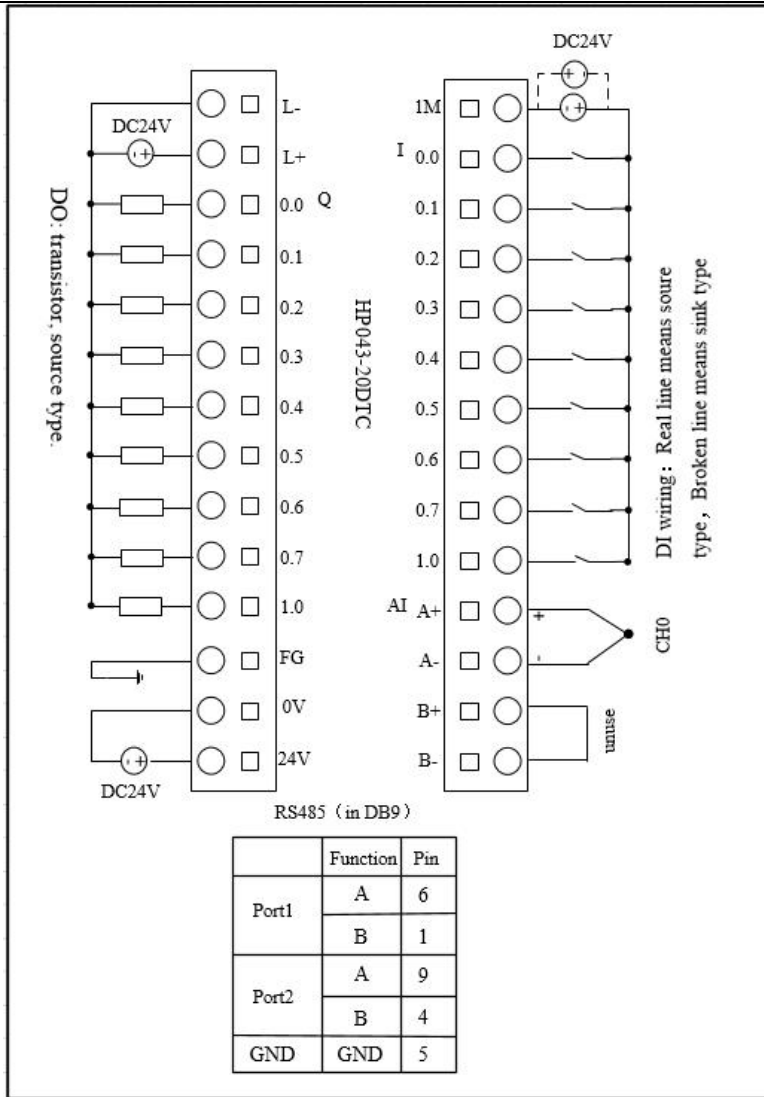 DC24V
L-
DC24V
L+
0.0 Q
0.1
0.2
0.3
0.4
0.5
0.6
0.7
1.0
FG
0V
24V
DC24V
DO: transistor, source type.
HP043-20DTC
1M
I 0.0
0.1
0.2
0.3
0.4
0.5
0.6
0.7
1.0
AI A+
+
A-
-
B+
B-
CH0
unuse
DI wiring：Real line means soure
type，Broken line means sink type
RS485（in DB9）
Function Pin
Port1 A 6
B 1
Port2 A 9
B 4
GND GND 5